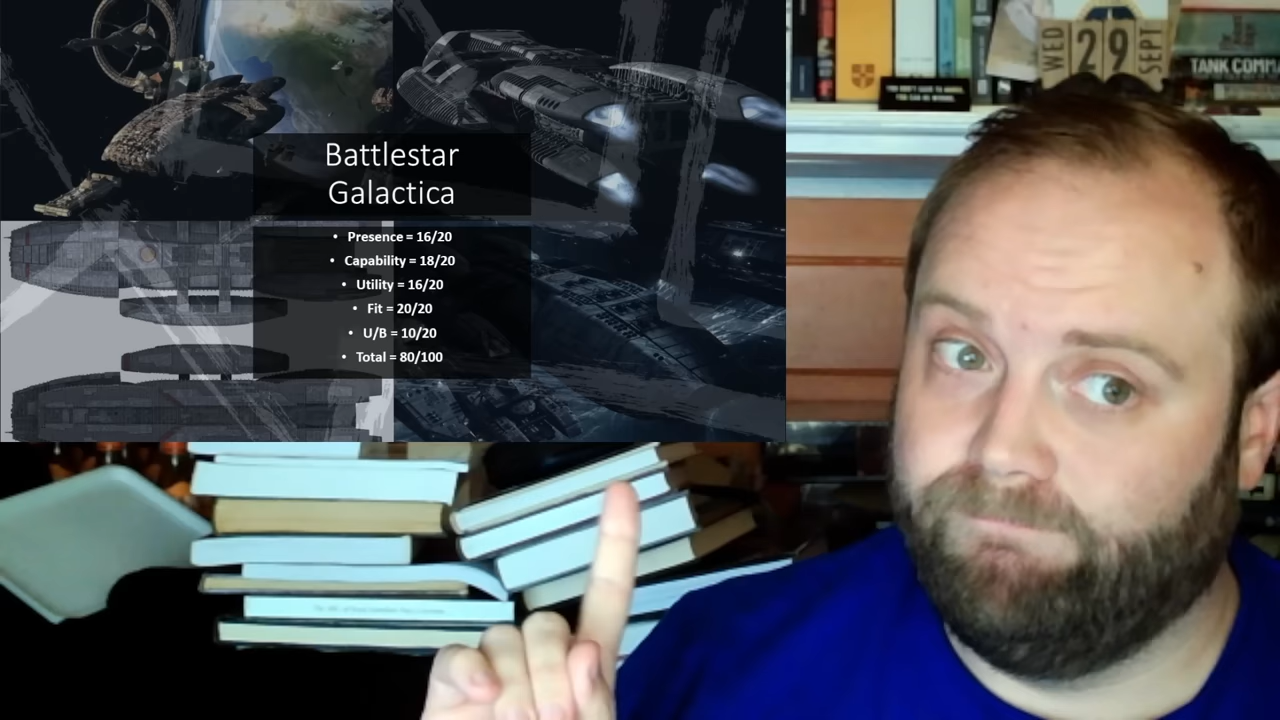 Battlestar
Galactica
• Presence = 16/20
• Capability = 18/20
• Utility = 16/20
• Fit = 20/20
• U/B = 10/20
• Total = 80/100
WED
29
SEPT
TANK COMMA